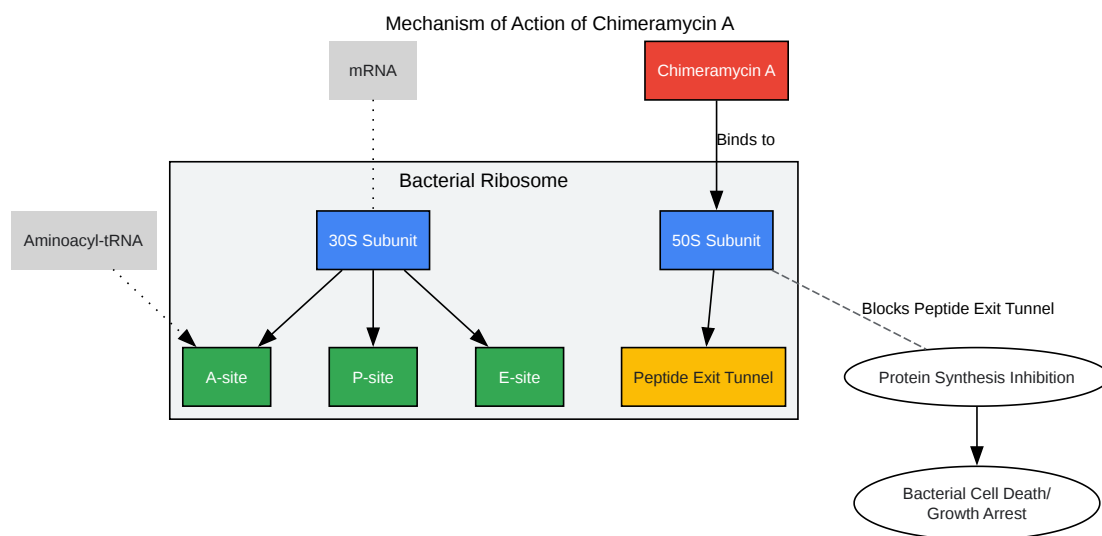 Mechanism of Action of Chimeramycin A
mRNA
Chimeramycin A
Binds to
Bacterial Ribosome
Aminoacyl-tRNA
30S Subunit
50S Subunit
Blocks Peptide Exit Tunnel
A-site
P-site
E-site
Peptide Exit Tunnel
Protein Synthesis Inhibition
Bacterial Cell Death/
Growth Arrest